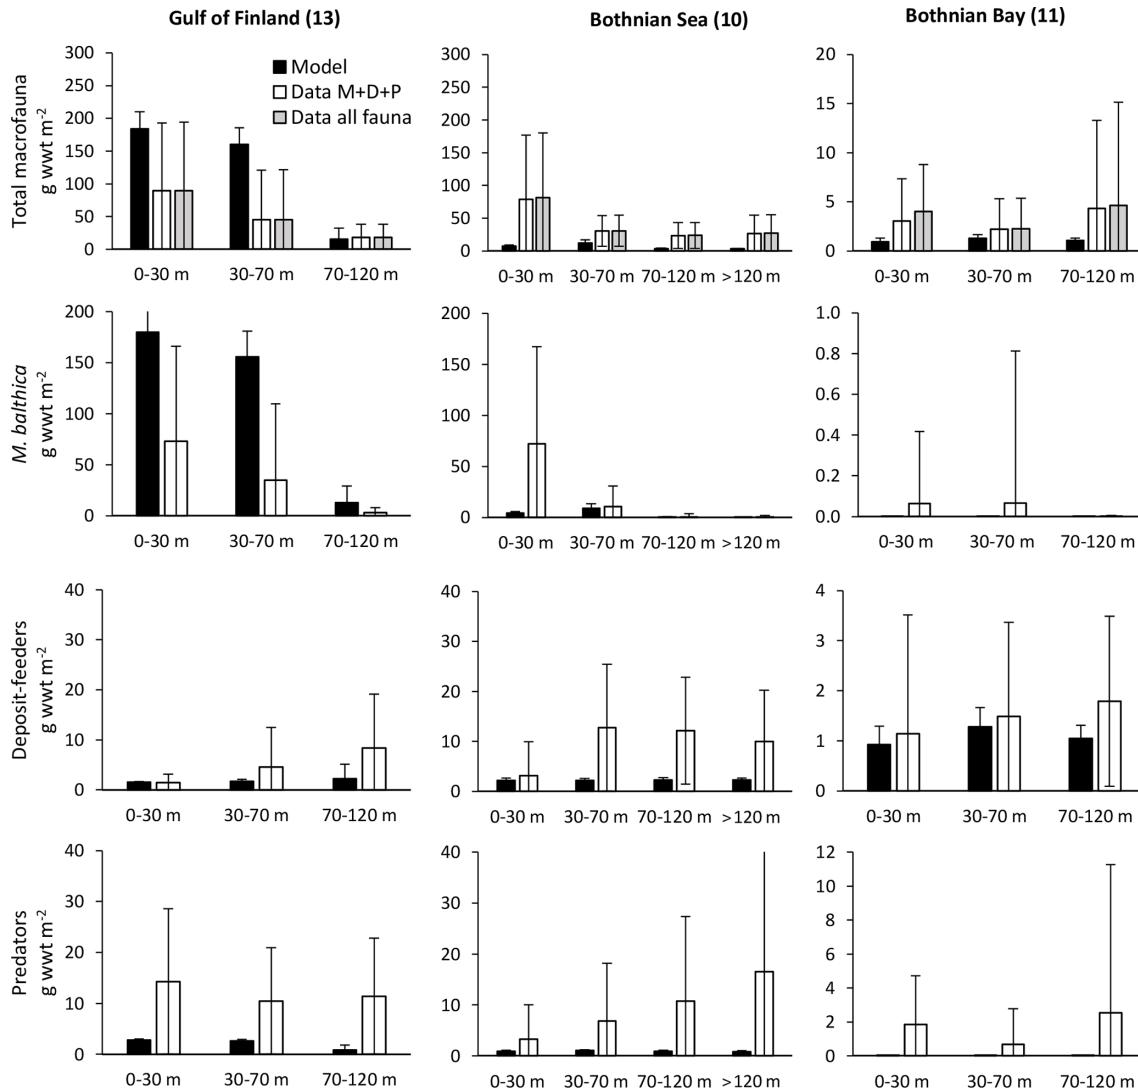 Gulf of Finland (13)
Bothnian Sea (10)
Bothnian Bay (11)
Total macrofauna
g wwt m⁻²
300
250
200
150
100
50
0
Model
Data M+D+P
Data all fauna
0-30 m 30-70 m 70-120 m
300
250
200
150
100
50
0
0-30 m 30-70 m 70-120 m >120 m
20
15
10
5
0
0-30 m 30-70 m 70-120 m
M. balthica
g wwt m⁻²
200
150
100
50
0
0-30 m 30-70 m 70-120 m
200
150
100
50
0
0-30 m 30-70 m 70-120 m >120 m
1.0
0.8
0.6
0.4
0.2
0.0
0-30 m 30-70 m 70-120 m
Deposit-feeders
g wwt m⁻²
40
30
20
10
0
0-30 m 30-70 m 70-120 m
40
30
20
10
0
0-30 m 30-70 m 70-120 m >120 m
4
3
2
1
0
0-30 m 30-70 m 70-120 m
Predators
g wwt m⁻²
40
30
20
10
0
0-30 m 30-70 m 70-120 m
40
30
20
10
0
0-30 m 30-70 m 70-120 m >120 m
12
10
8
6
4
2
0
0-30 m 30-70 m 70-120 m